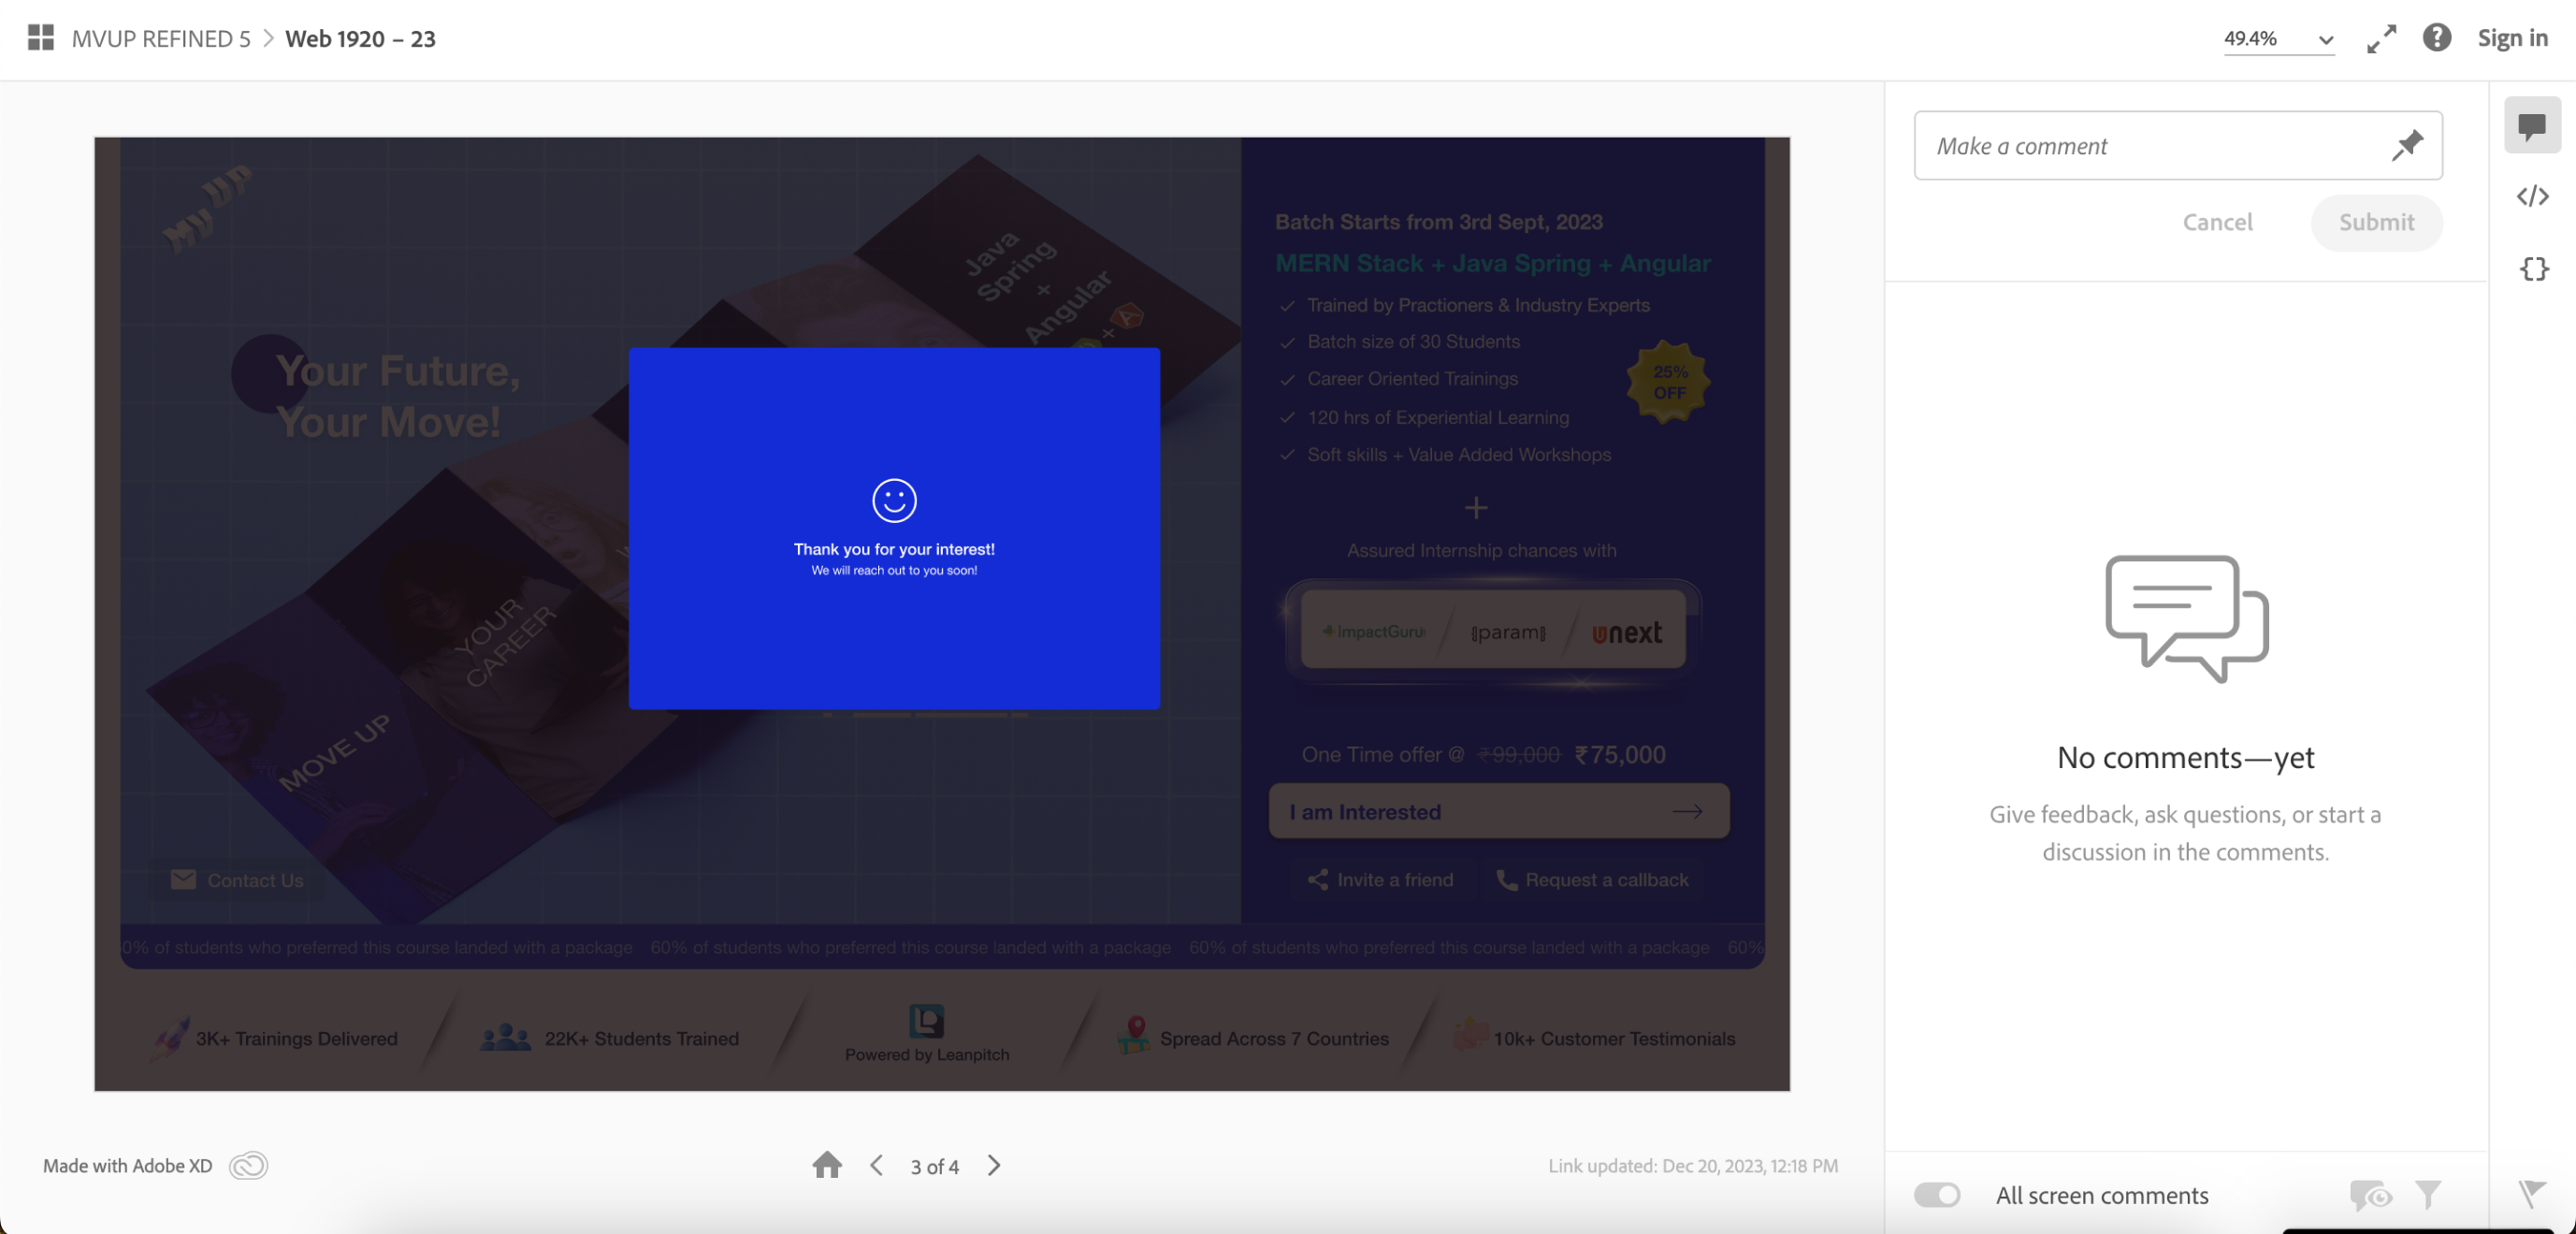 MVUP REFINED 5 > Web 1920 – 23
49.4%
Sign in
MV UP
Your Future,
Your Move!
Java
Spring
+
Angular
YOUR
CAREER
MOVE UP
Contact Us
Thank you for your interest!
We will reach out to you soon!
Batch Starts from 3rd Sept, 2023
MERN Stack + Java Spring + Angular
Trained by Practioners & Industry Experts
Batch size of 30 Students
Career Oriented Trainings
120 hrs of Experiential Learning
Soft skills + Value Added Workshops
25%
OFF
+
Assured Internship chances with
ImpactGuru
param
unext
One Time offer @ ₹99,000 ₹75,000
I am Interested
Invite a friend
Request a callback
0% of students who preferred this course landed with a package 60% of students who preferred this course landed with a package 60% of students who preferred this course landed with a package 60%
3K+ Trainings Delivered
22K+ Students Trained
Powered by Leanpitch
Spread Across 7 Countries
10k+ Customer Testimonials
Made with Adobe XD
3 of 4
Link updated: Dec 20, 2023, 12:18 PM
Make a comment
Cancel
Submit
No comments—yet
Give feedback, ask questions, or start a
discussion in the comments.
All screen comments